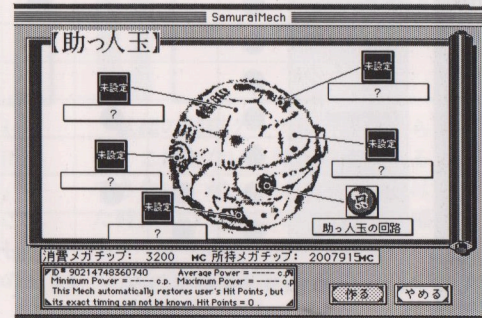 SamuraiMech
【助っ人玉】
未設定
?
未設定
?
未設定
?
未設定
?
未設定
?
助っ人玉の回路
消費メガチップ: 3200 MC 所持メガチップ: 2007915MC
ID# 90214748360740 Average Power = ----- c.p.
Minimum Power = ----- c.p. Maximum Power = ----- c.p
This Mech automatically restores user's Hit Points, but
its exact timing can not be known. Hit Points = 0 .
作る
やめる